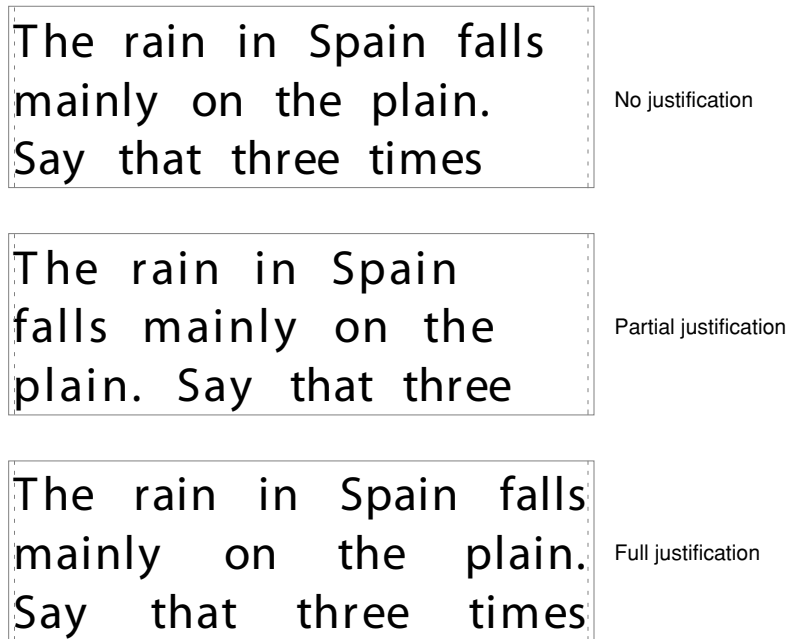 The rain in Spain falls
mainly on the plain.
Say that three times
No justification
The rain in Spain
falls mainly on the
plain. Say that three
Partial justification
The rain in Spain falls
mainly on the plain.
Say that three times
Full justification